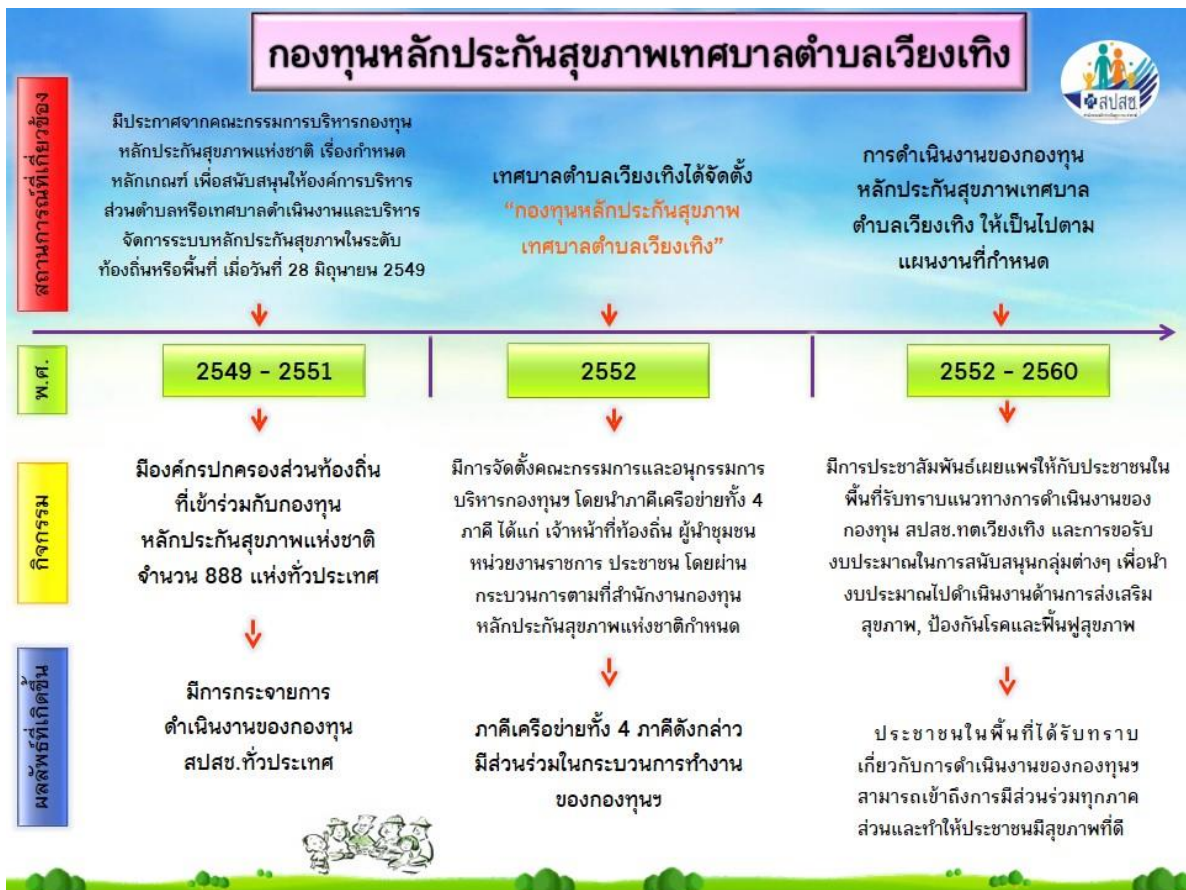 กองทุนหลักประกันสุขภาพเทศบาลตำบลเวียงเทิง
สปสช.
สถานการณ์ที่เกี่ยวข้อง
มีประกาศจากคณะกรรมการบริหารกองทุน
หลักประกันสุขภาพแห่งชาติ เรื่องกำหนด
หลักเกณฑ์ เพื่อสนับสนุนให้องค์การบริหาร
ส่วนตำบลหรือเทศบาลดำเนินงานและบริหาร
จัดการระบบหลักประกันสุขภาพในระดับ
ท้องถิ่นหรือพื้นที่ เมื่อวันที่ 28 มิถุนายน 2549
เทศบาลตำบลเวียงเทิงได้จัดตั้ง
“กองทุนหลักประกันสุขภาพ
เทศบาลตำบลเวียงเทิง”
การดำเนินงานของกองทุน
หลักประกันสุขภาพเทศบาล
ตำบลเวียงเทิง ให้เป็นไปตาม
แผนงานที่กำหนด
พ.ศ.
2549 - 2551
2552
2552 - 2560
กิจกรรม
มีองค์กรปกครองส่วนท้องถิ่น
ที่เข้าร่วมกับกองทุน
หลักประกันสุขภาพแห่งชาติ
จำนวน 888 แห่งทั่วประเทศ
มีการจัดตั้งคณะกรรมการและอนุกรรมการ
บริหารกองทุนฯ โดยนำภาคีเครือข่ายทั้ง 4
ภาคี ได้แก่ เจ้าหน้าที่ท้องถิ่น ผู้นำชุมชน
หน่วยงานราชการ ประชาชน โดยผ่าน
กระบวนการตามที่สำนักงานกองทุน
หลักประกันสุขภาพแห่งชาติกำหนด
มีการประชาสัมพันธ์เผยแพร่ให้กับประชาชนใน
พื้นที่รับทราบแนวทางการดำเนินงานของ
กองทุน สปสช.ทตเวียงเทิง และการขอรับ
งบประมาณในการสนับสนุนกลุ่มต่างๆ เพื่อนำ
งบประมาณไปดำเนินงานด้านการส่งเสริม
สุขภาพ, ป้องกันโรคและฟื้นฟูสุขภาพ
ผลลัพธ์ที่เกิดขึ้น
มีการกระจายการ
ดำเนินงานของกองทุน
สปสช.ทั่วประเทศ
ภาคีเครือข่ายทั้ง 4 ภาคีดังกล่าว
มีส่วนร่วมในกระบวนการทำงาน
ของกองทุนฯ
ประชาชนในพื้นที่ได้รับทราบ
เกี่ยวกับการดำเนินงานของกองทุนฯ
สามารถเข้าถึงการมีส่วนร่วมทุกภาค
ส่วนและทำให้ประชาชนมีสุขภาพที่ดี